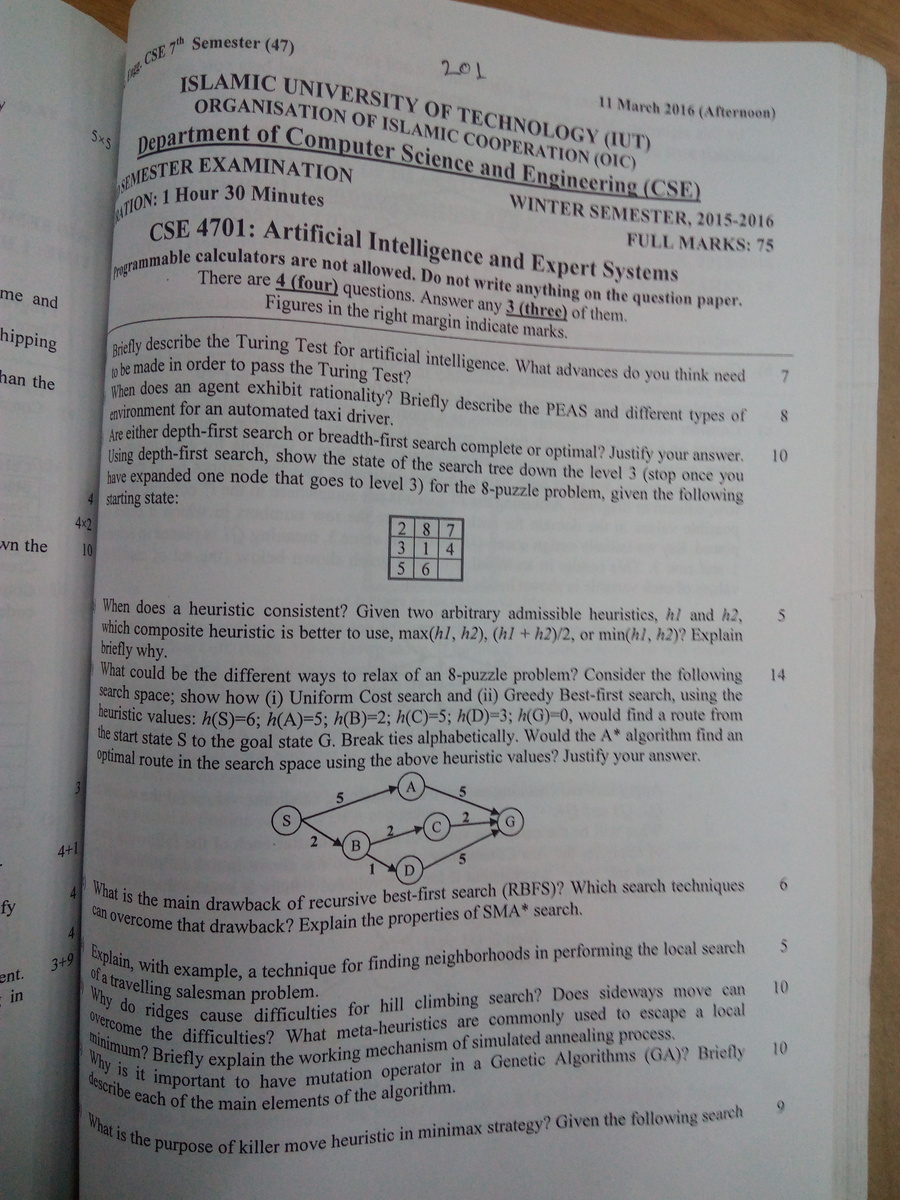 Engg. CSE 7th Semester (47)
201
11 March 2016 (Afternoon)
ISLAMIC UNIVERSITY OF TECHNOLOGY (IUT)
ORGANISATION OF ISLAMIC COOPERATION (OIC)
Department of Computer Science and Engineering (CSE)
SEMESTER EXAMINATION
WINTER SEMESTER, 2015-2016
RATION: 1 Hour 30 Minutes
FULL MARKS: 75
CSE 4701: Artificial Intelligence and Expert Systems
Programmable calculators are not allowed. Do not write anything on the question paper.
There are 4 (four) questions. Answer any 3 (three) of them.
Figures in the right margin indicate marks.
Briefly describe the Turing Test for artificial intelligence. What advances do you think need 7
to be made in order to pass the Turing Test?
When does an agent exhibit rationality? Briefly describe the PEAS and different types of 8
environment for an automated taxi driver.
Are either depth-first search or breadth-first search complete or optimal? Justify your answer. 10
Using depth-first search, show the state of the search tree down the level 3 (stop once you
have expanded one node that goes to level 3) for the 8-puzzle problem, given the following
starting state:
2 8 7
3 1 4
5 6
When does a heuristic consistent? Given two arbitrary admissible heuristics, h1 and h2, 5
which composite heuristic is better to use, max(h1, h2), (h1 + h2)/2, or min(h1, h2)? Explain
briefly why.
What could be the different ways to relax of an 8-puzzle problem? Consider the following 14
search space; show how (i) Uniform Cost search and (ii) Greedy Best-first search, using the
heuristic values: h(S)=6; h(A)=5; h(B)=2; h(C)=5; h(D)=3; h(G)=0, would find a route from
the start state S to the goal state G. Break ties alphabetically. Would the A* algorithm find an
optimal route in the search space using the above heuristic values? Justify your answer.
A
5 5
S C 2 G
2 B 2
1 D 5
What is the main drawback of recursive best-first search (RBFS)? Which search techniques 6
can overcome that drawback? Explain the properties of SMA* search.
Explain, with example, a technique for finding neighborhoods in performing the local search 5
of a travelling salesman problem.
Why do ridges cause difficulties for hill climbing search? Does sideways move can 10
overcome the difficulties? What meta-heuristics are commonly used to escape a local
minimum? Briefly explain the working mechanism of simulated annealing process.
Why is it important to have mutation operator in a Genetic Algorithms (GA)? Briefly 10
describe each of the main elements of the algorithm.
What is the purpose of killer move heuristic in minimax strategy? Given the following search 9
5×5
me and
hipping
han the
4
4×2
wn the
10
3
4+1
4
fy
4
3+9
ent.
in